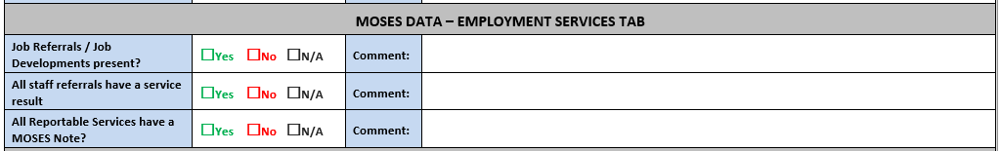 MOSES DATA – EMPLOYMENT SERVICES TAB
Job Referrals / Job
Developments present?
☐Yes ☐No ☐N/A
Comment:
All staff referrals have a service
result
☐Yes ☐No ☐N/A
Comment:
All Reportable Services have a
MOSES Note?
☐Yes ☐No ☐N/A
Comment: